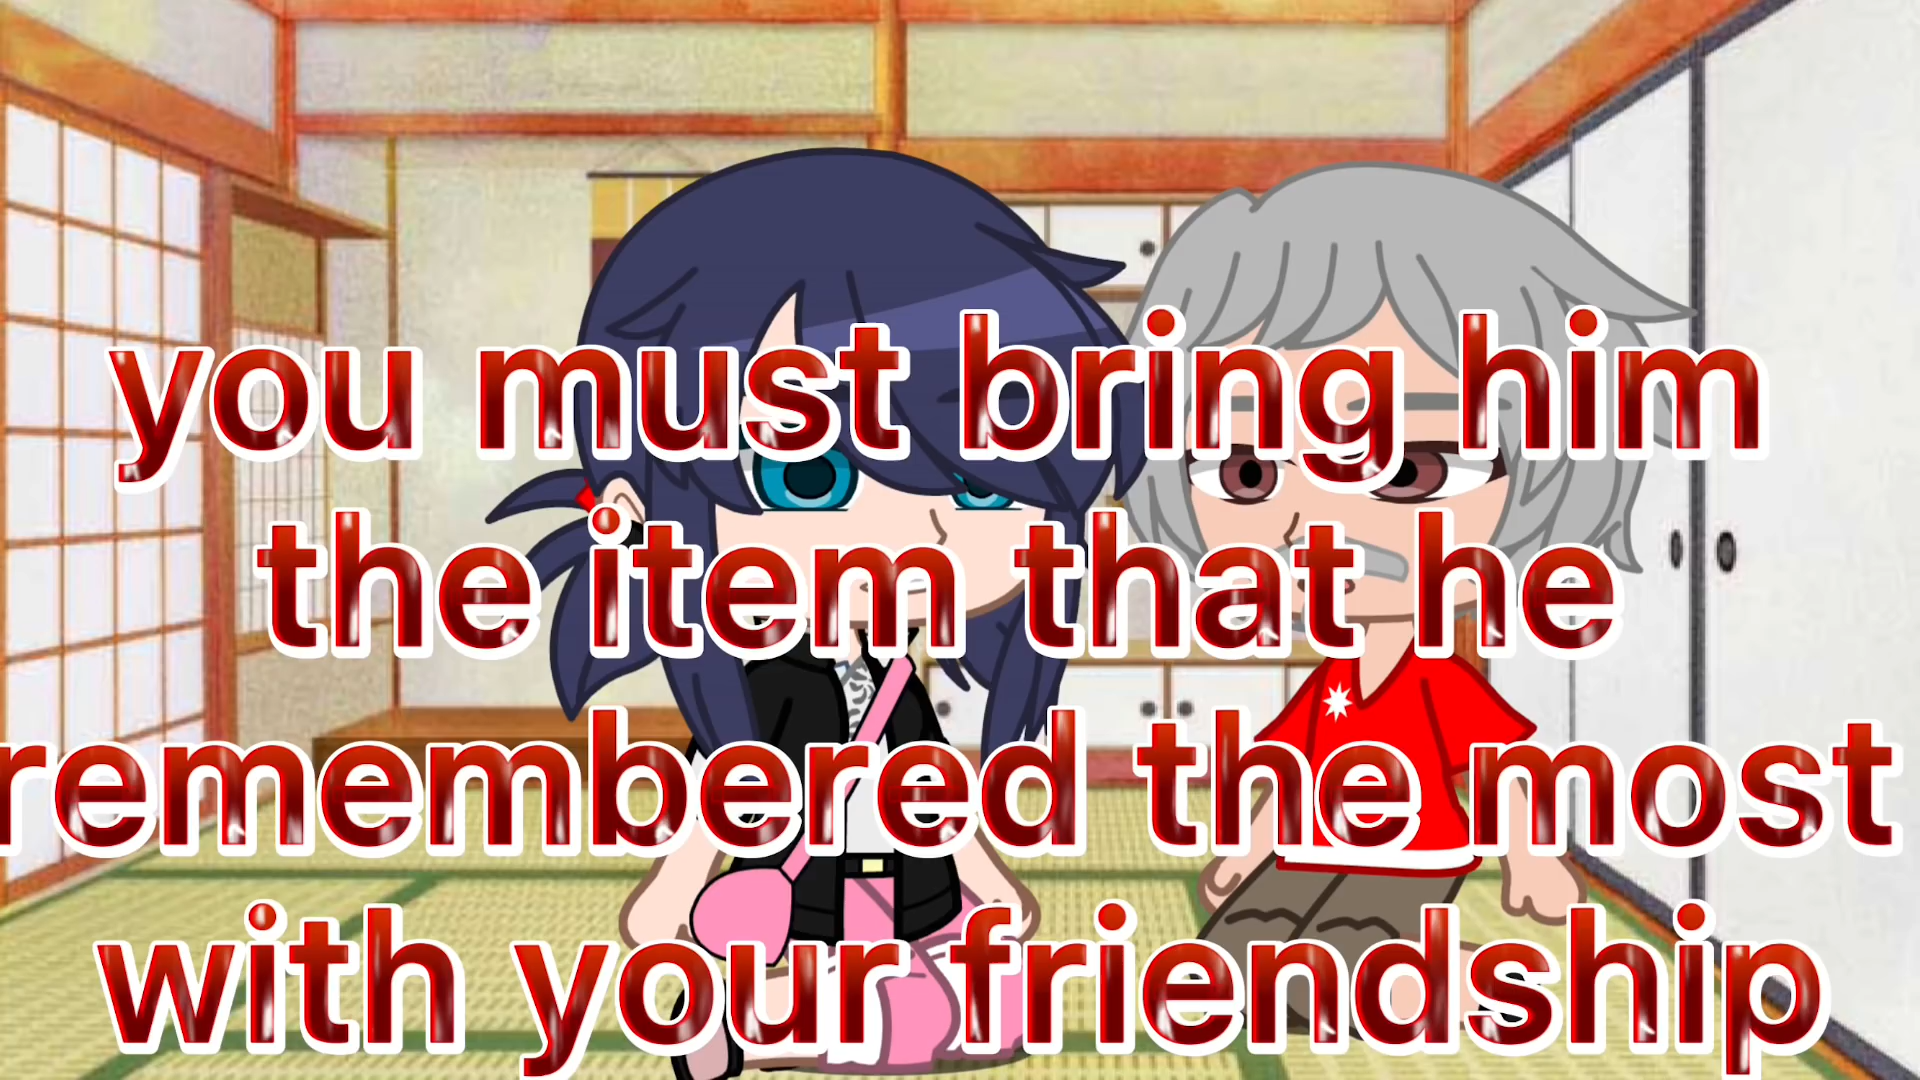 you must bring him
the item that he
remembered the most
with your friendship